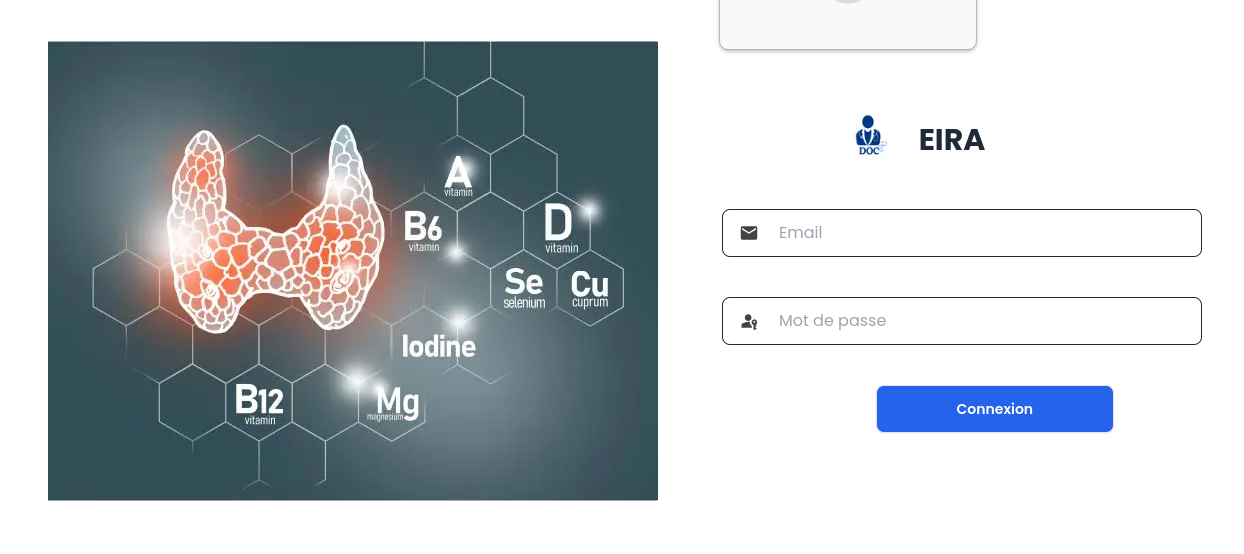 A
vitamin
B6
vitamin
D
vitamin
Se
selenium
Cu
cuprum
Iodine
B12
vitamin
Mg
magnesium
DOC
EIRA
Email
Mot de passe
Connexion